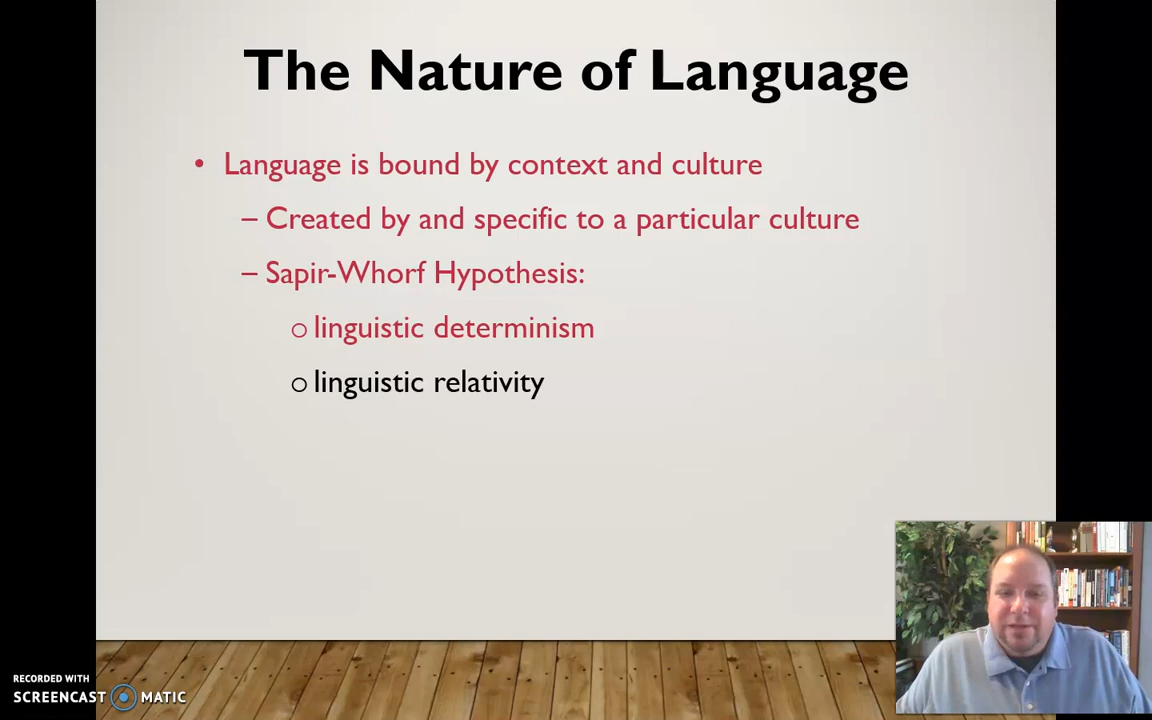 The Nature of Language
• Language is bound by context and culture
– Created by and specific to a particular culture
– Sapir-Whorf Hypothesis:
o linguistic determinism
o linguistic relativity
RECORDED WITH
SCREENCAST MATIC